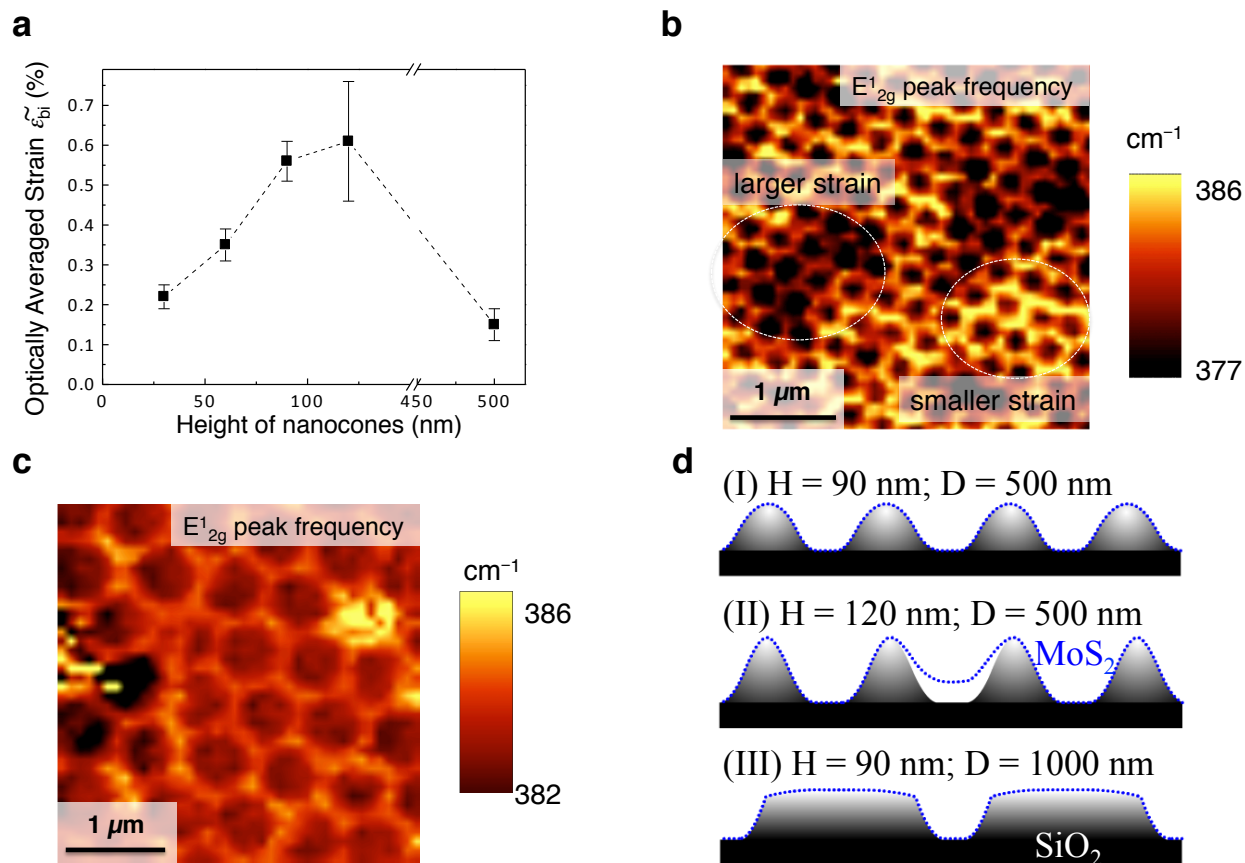 a
Optically Averaged Strain ε̃bi (%)
0.7
0.6
0.5
0.4
0.3
0.2
0.1
0.0
0 50 100 450 500
Height of nanocones (nm)
b
E¹2g peak frequency
larger strain
smaller strain
1 µm
cm⁻¹
386
377
c
E¹2g peak frequency
1 µm
cm⁻¹
386
382
d
(I) H = 90 nm; D = 500 nm
(II) H = 120 nm; D = 500 nm
MoS₂
(III) H = 90 nm; D = 1000 nm
SiO₂